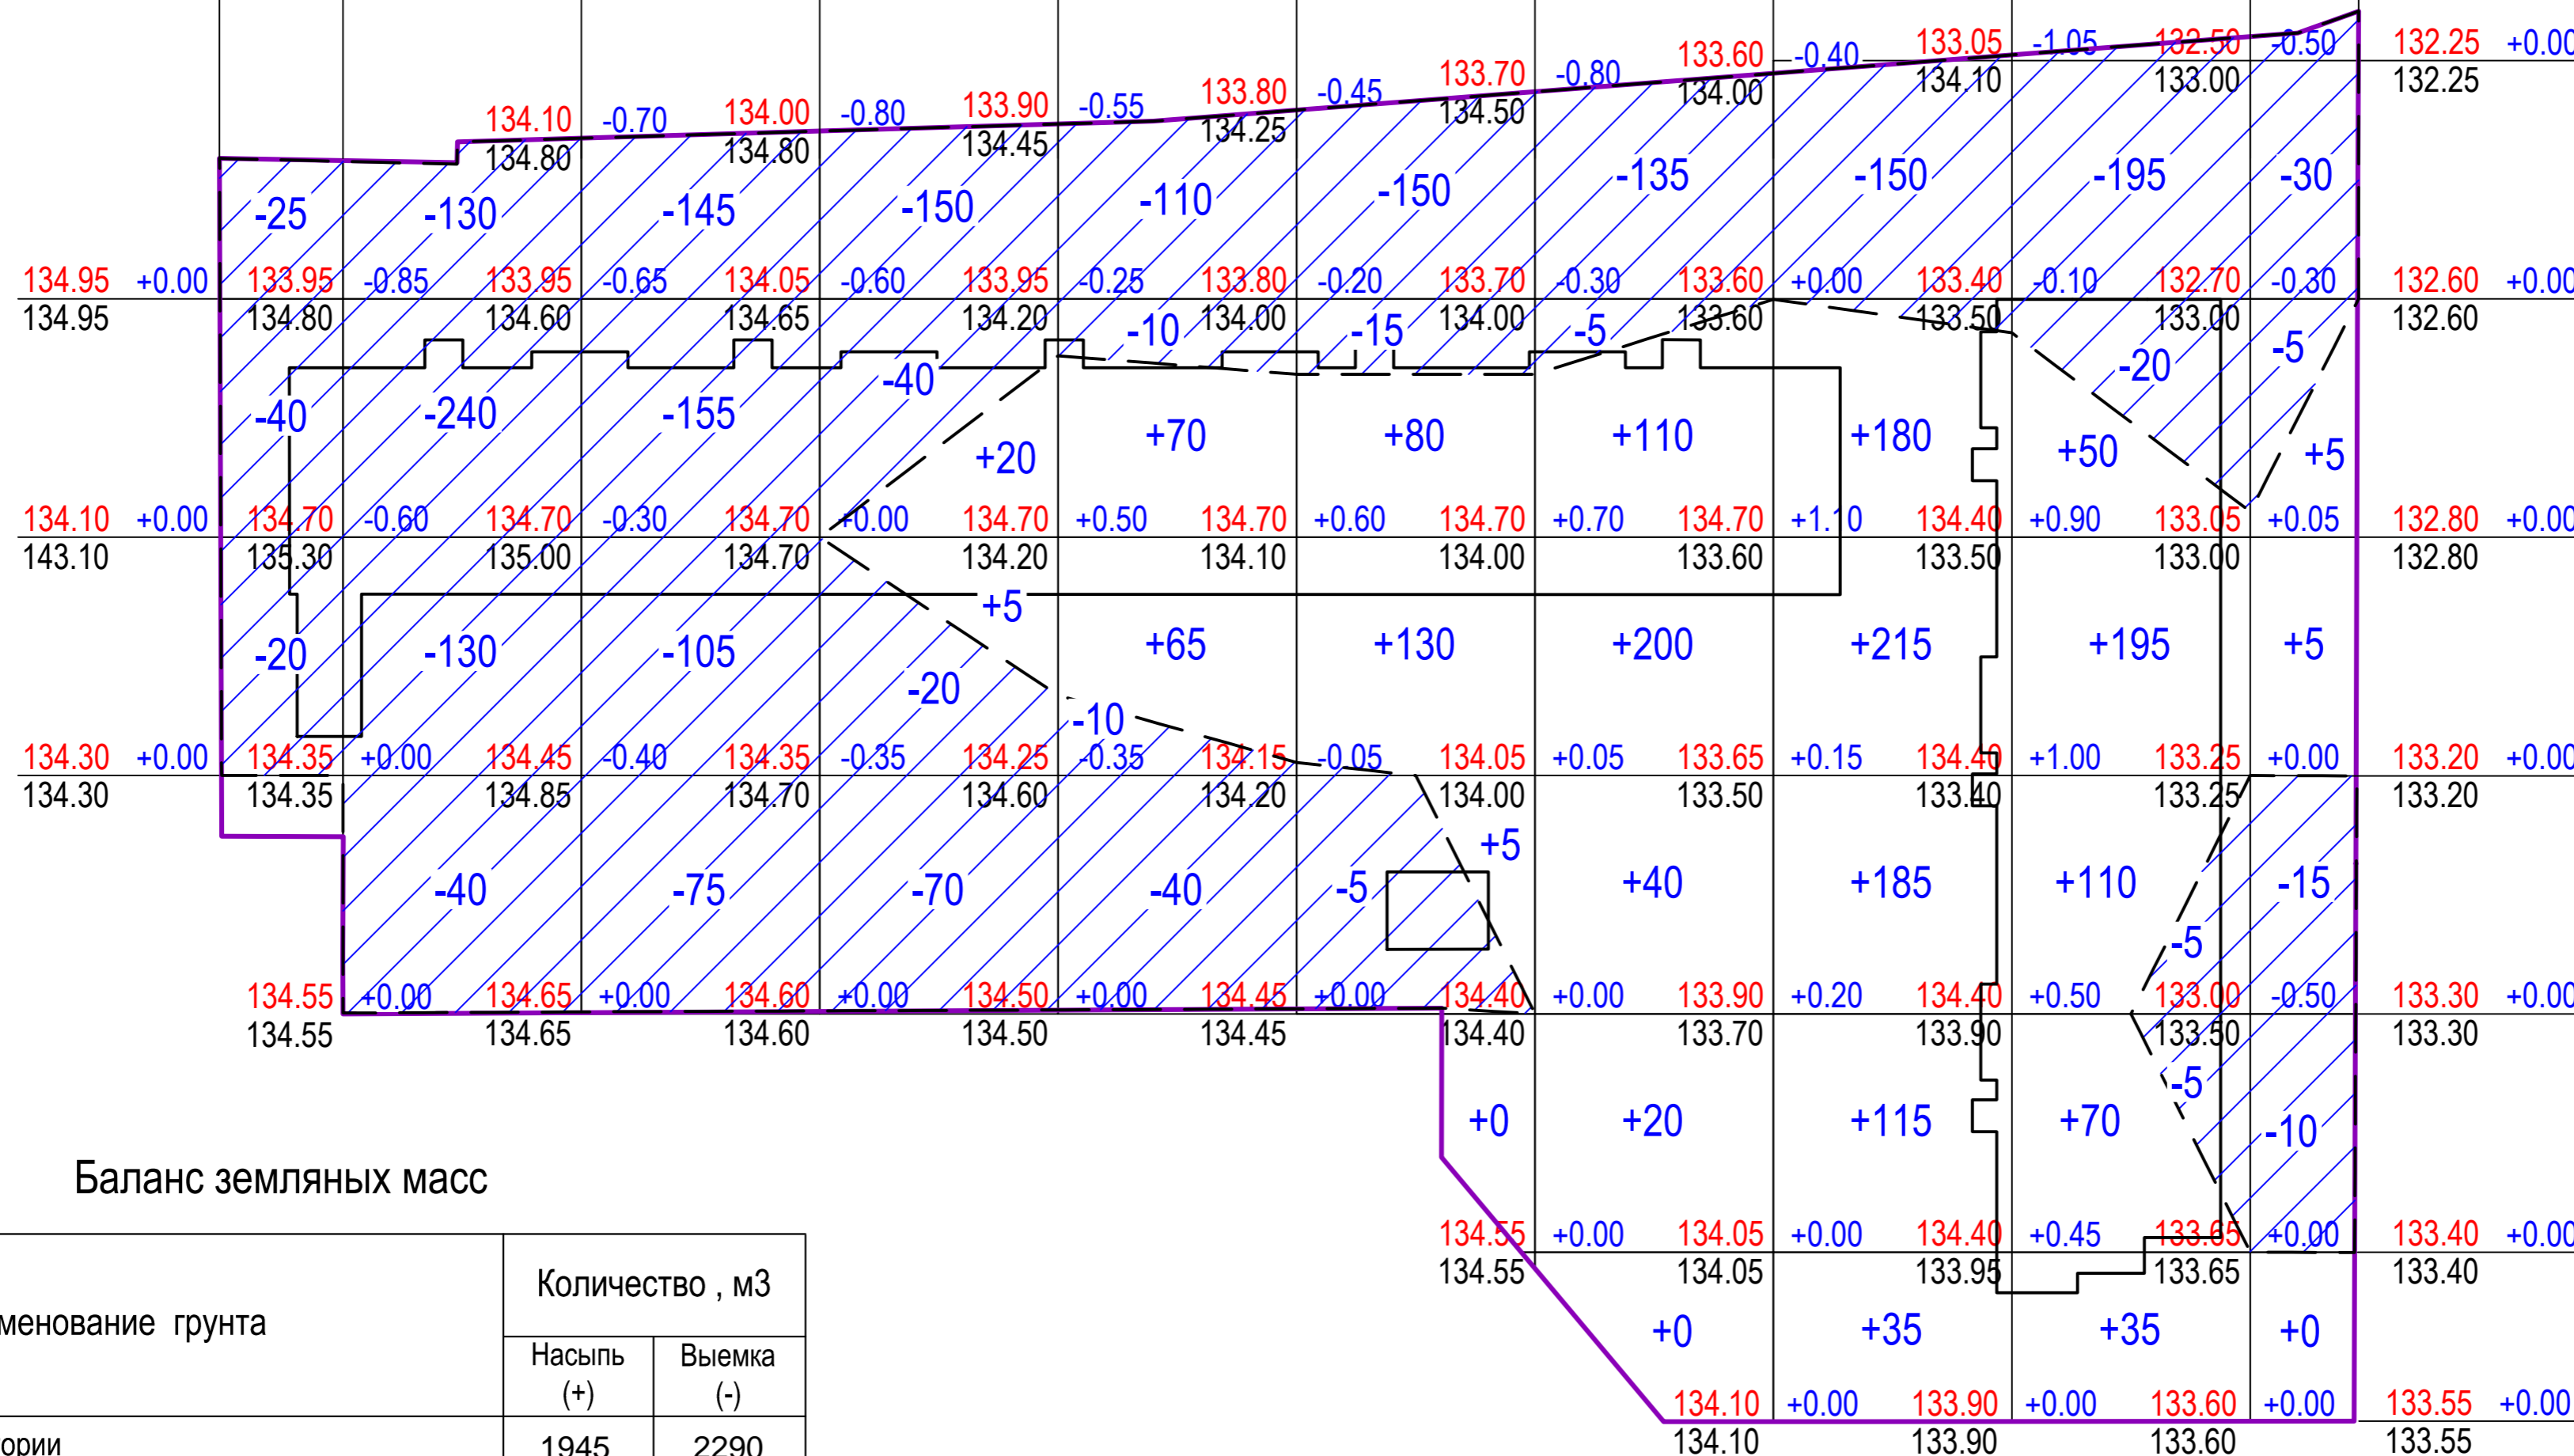 133.60 -0.40 133.05 -1.05 132.50 -0.50 132.25 +0.00
134.00 134.10 133.00 132.25
134.10 -0.70 134.00 -0.80 133.90 -0.55 133.80 -0.45 133.70 -0.80
134.80 134.80 134.45 134.25 134.50
-25 -130 -145 -150 -110 -150 -135 -150 -195 -30
134.95 +0.00 133.95 -0.85 133.95 -0.65 134.05 -0.60 133.95 -0.25 133.80 -0.20 133.70 -0.30 133.60 +0.00 133.40 -0.10 132.70 -0.30 132.60 +0.00
134.95 134.80 134.60 134.65 134.20 134.00 134.00 133.60 133.50 133.00 132.60
-10 -15 -5 -20 -5
-40 -240 -155 -40 +20 +70 +80 +110 +180 +50 +5
134.10 +0.00 134.70 -0.60 134.70 -0.30 134.70 +0.00 134.70 +0.50 134.70 +0.60 134.70 +0.70 134.70 +1.10 134.40 +0.90 133.05 +0.05 132.80 +0.00
143.10 135.30 135.00 134.70 134.20 134.10 134.00 133.60 133.50 133.00 132.80
+5
-20 -130 -105 -20 +65 +130 +200 +215 +195 +5
-10
134.30 +0.00 134.35 +0.00 134.45 -0.40 134.35 -0.35 134.25 -0.35 134.15 -0.05 134.05 +0.05 133.65 +0.15 134.40 +1.00 133.25 +0.00 133.20 +0.00
134.30 134.35 134.85 134.70 134.60 134.20 134.00 133.50 133.40 133.25 133.20
+5
-40 -75 -70 -40 -5 +40 +185 +110 -15
-5
134.55 +0.00 134.65 +0.00 134.60 +0.00 134.50 +0.00 134.45 +0.00 134.40 +0.00 133.90 +0.20 134.40 +0.50 133.00 -0.50 133.30 +0.00
134.55 134.65 134.60 134.50 134.45 134.40 133.70 133.90 133.50 133.30
-5
+0 +20 +115 +70 -10
134.55 +0.00 134.05 +0.00 134.40 +0.45 133.65 +0.00 133.40 +0.00
134.55 134.05 133.95 133.65 133.40
+0 +35 +35 +0
134.10 +0.00 133.90 +0.00 133.60 +0.00 133.55 +0.00
134.10 133.90 133.60 133.55
Баланс земляных масс
менование грунта
Количество , м3
Насыпь (+)
Выемка (-)
ории 1945 2290